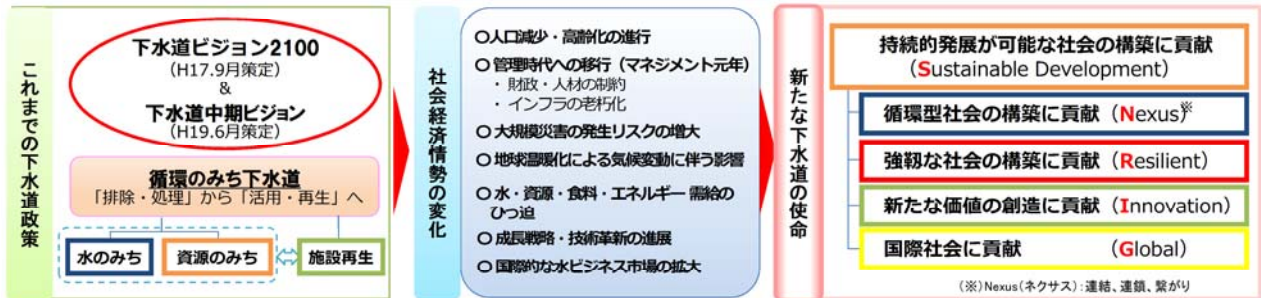 これまでの下水道政策
下水道ビジョン2100
(H17.9月策定)
&
下水道中期ビジョン
(H19.6月策定)
循環のみち下水道
「排除・処理」から「活用・再生」へ
水のみち
資源のみち
施設再生
社会経済情勢の変化
○人口減少・高齢化の進行
○管理時代への移行（マネジメント元年）
・財政・人材の制約
・インフラの老朽化
○大規模災害の発生リスクの増大
○地球温暖化による気候変動に伴う影響
○水・資源・食料・エネルギー需給の
ひっ迫
○成長戦略・技術革新の進展
○国際的な水ビジネス市場の拡大
新たな下水道の使命
持続的発展が可能な社会の構築に貢献
(Sustainable Development)
循環型社会の構築に貢献（Nexus）※
強靱な社会の構築に貢献（Resilient）
新たな価値の創造に貢献（Innovation）
国際社会に貢献（Global）
(※)Nexus(ネクサス):連結、連鎖、繋がり